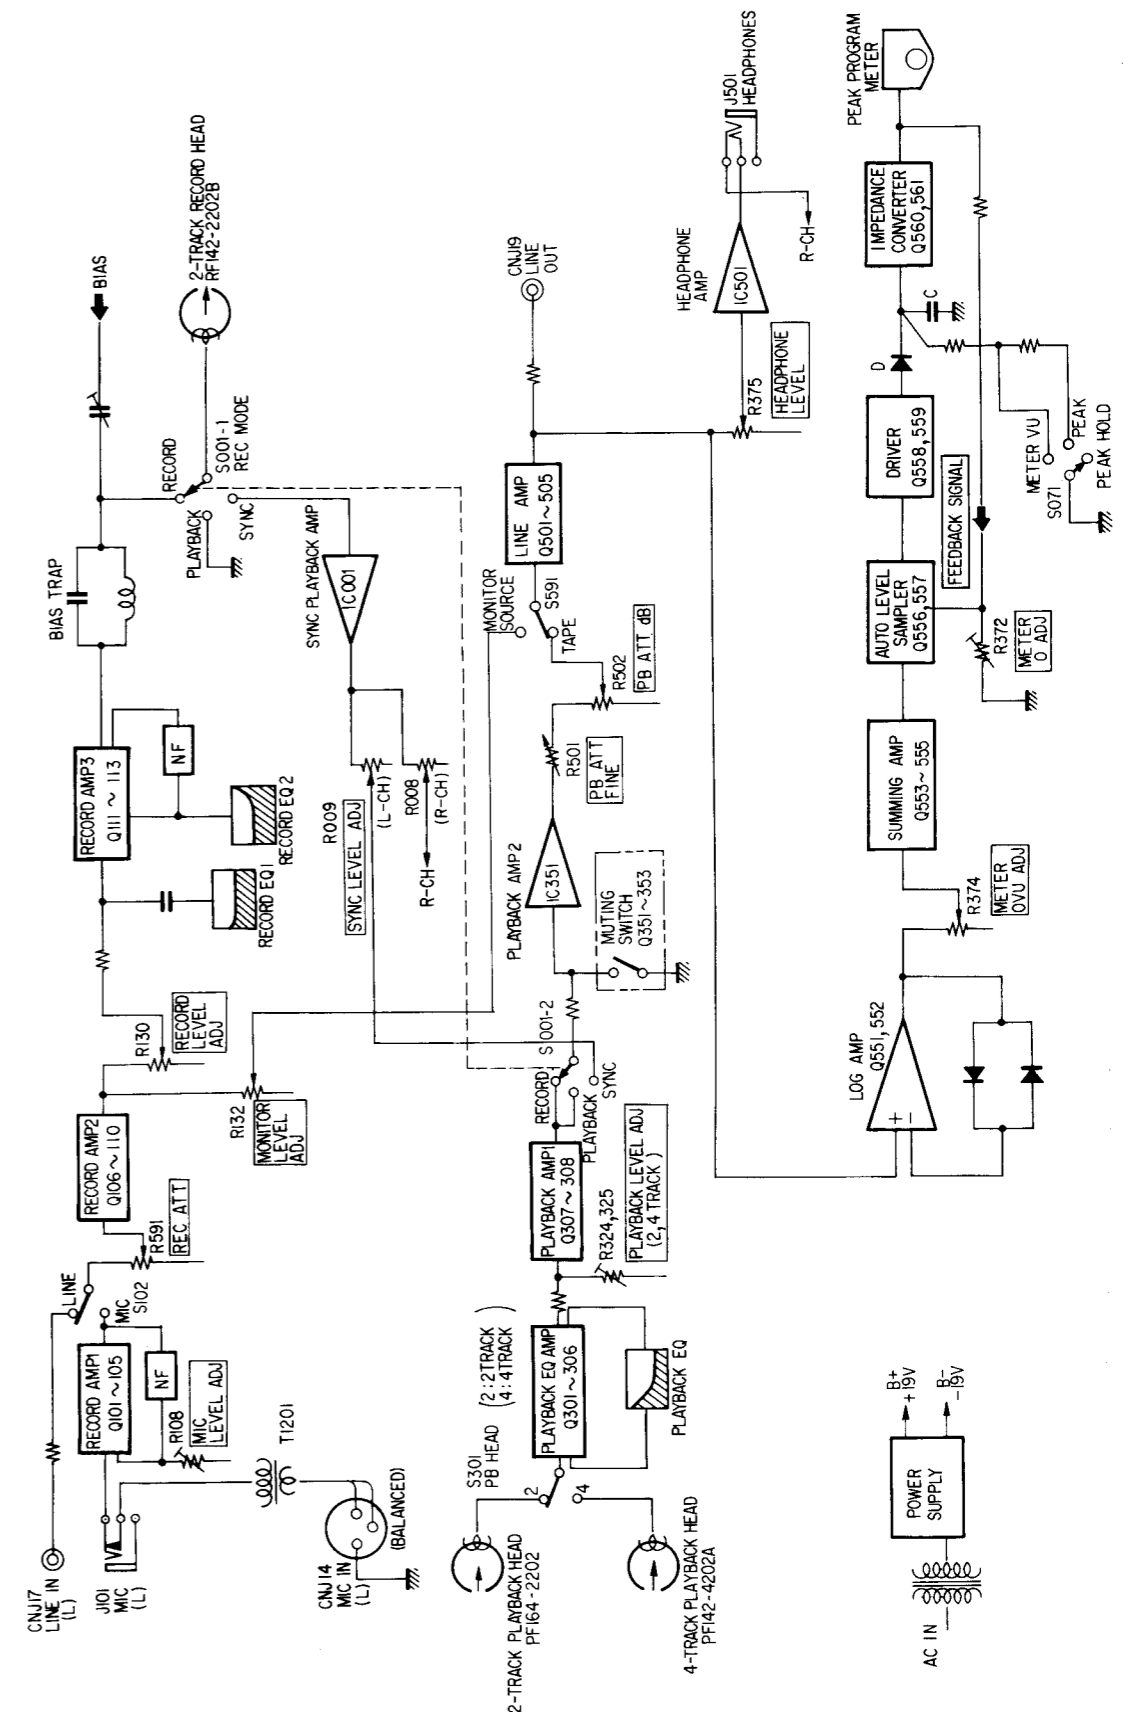 CNJ17
LINE IN
(L)
J101
MIC
(L)
CNJ14
MIC IN
(L)
(BALANCED)
T1201
RECORD AMP1
Q101~105
NF
R108
MIC
LEVEL ADJ
LINE
MIC
S102
R591
REC ATT
RECORD AMP2
Q106~110
R132
MONITOR
LEVEL
ADJ
R130
RECORD
LEVEL
ADJ
RECORD EQ1
RECORD AMP3
Q111~113
NF
RECORD EQ2
BIAS TRAP
BIAS
RECORD
PLAYBACK
SYNC
S001-1
REC MODE
2-TRACK RECORD HEAD
RF142-2202B
SYNC PLAYBACK AMP
IC001
R009
SYNC LEVEL ADJ
(L-CH)
R008
(R-CH)
R-CH
2-TRACK PLAYBACK HEAD
PF164-2202
4-TRACK PLAYBACK HEAD
PF142-4202A
S301
PB HEAD
(2:2TRACK
4:4TRACK)
2
4
PLAYBACK EQ AMP
Q301~306
PLAYBACK EQ
R324,325
PLAYBACK LEVEL ADJ
(2,4 TRACK)
PLAYBACK AMP1
Q307~308
RECORD
PLAYBACK
SYNC
S001-2
MUTING
SWITCH
Q351~353
PLAYBACK AMP2
IC351
R501
PB ATT
FINE
R502
PB ATT dB
MONITOR
SOURCE
TAPE
S591
LINE AMP
Q501~505
CNJ19
LINE
OUT
R375
HEADPHONE
LEVEL
HEADPHONE
AMP
IC501
R-CH
J501
HEADPHONES
LOG AMP
Q551,552
+
-
R374
METER
0VU ADJ
SUMMING AMP
Q553~555
AUTO LEVEL
SAMPLER
Q556,557
R372
METER
0 ADJ
FEEDBACK SIGNAL
DRIVER
Q558,559
D
C
METER VU
PEAK
PEAK HOLD
S071
IMPEDANCE
CONVERTER
Q560,561
PEAK PROGRAM
METER
AC IN
POWER
SUPPLY
B+
+19V
B-
-19V